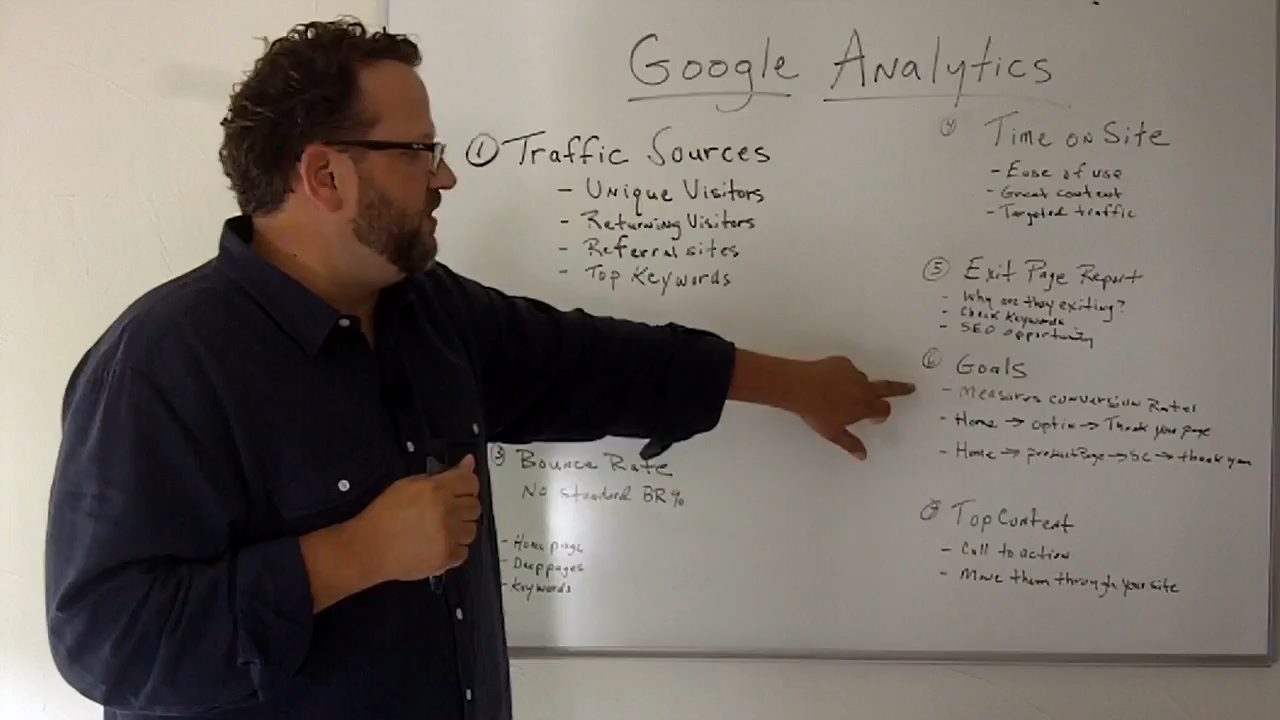 Google Analytics
① Traffic Sources
- Unique Visitors
- Returning Visitors
- Referral sites
- Top Keywords
③ Bounce Rate
No standard BR%
- Home page
- Deep pages
- Keywords
④ Time on Site
- Ease of use
- Great content
- Targeted traffic
⑤ Exit Page Report
- Why are they exiting?
- Check Keywords
- SEO opportunity
⑥ Goals
- Measures conversion Rates
- Home → optin → Thank you page
- Home → product Page → SC → thank you
⑦ Top Content
- Call to action
- Move them through your site